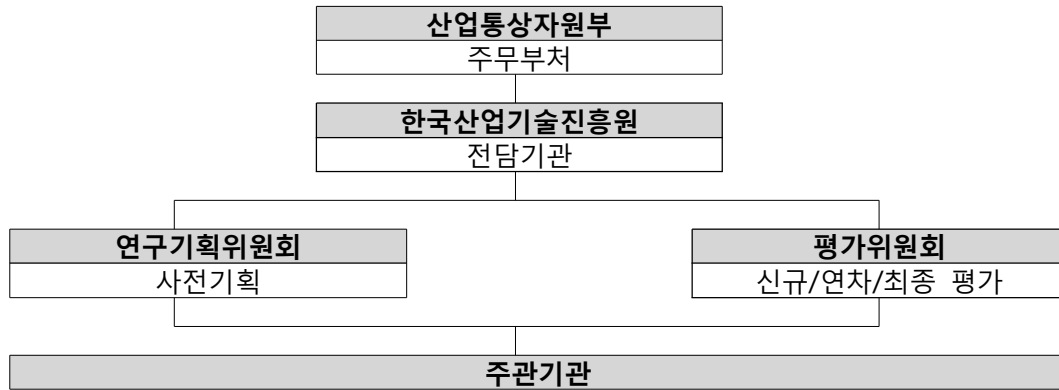 산업통상자원부
주무부처
한국산업기술진흥원
전담기관
연구기획위원회
사전기획
평가위원회
신규/연차/최종 평가
주관기관